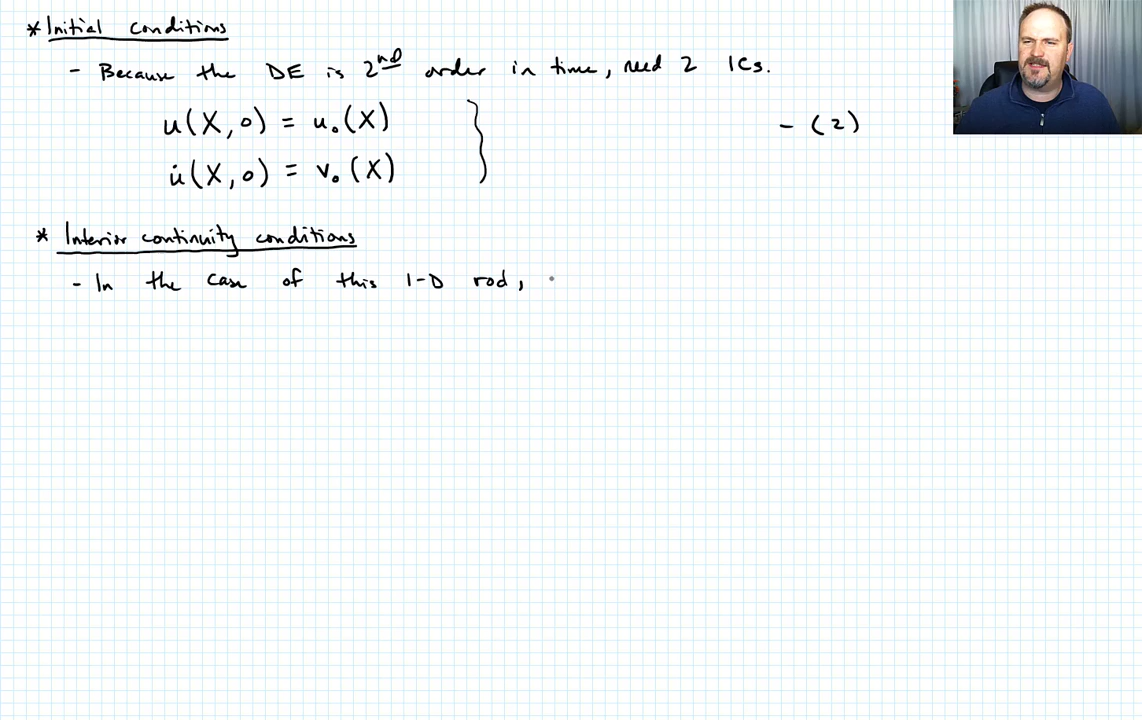 * Initial conditions
- Because the DE is 2nd order in time, need 2 ICs.
u(X,0) = u₀(X)
u̇(X,0) = v₀(X) } - (2)
* Interior continuity conditions
- In the case of this 1-D rod,